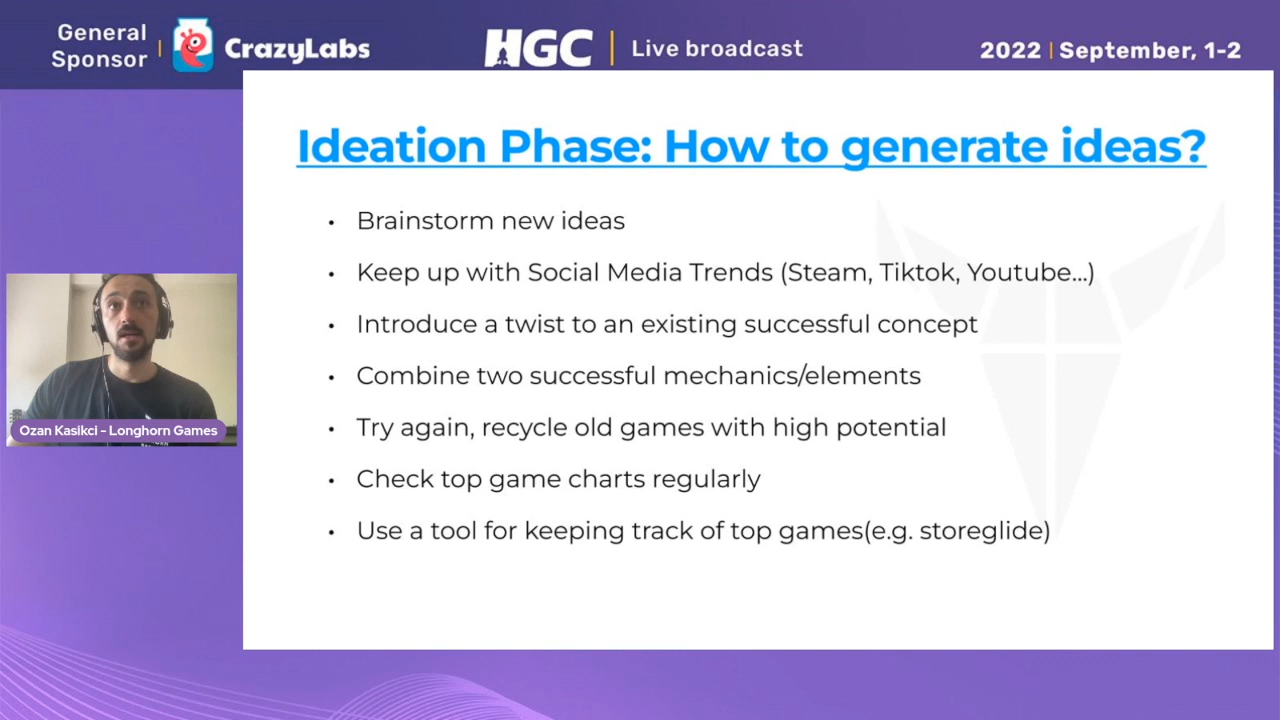 General
Sponsor
CrazyLabs
HGC
Live broadcast
2022 | September, 1-2
Ideation Phase: How to generate ideas?
• Brainstorm new ideas
• Keep up with Social Media Trends (Steam, Tiktok, Youtube...)
• Introduce a twist to an existing successful concept
• Combine two successful mechanics/elements
• Try again, recycle old games with high potential
• Check top game charts regularly
• Use a tool for keeping track of top games(e.g. storeglide)
Ozan Kasikci - Longhorn Games